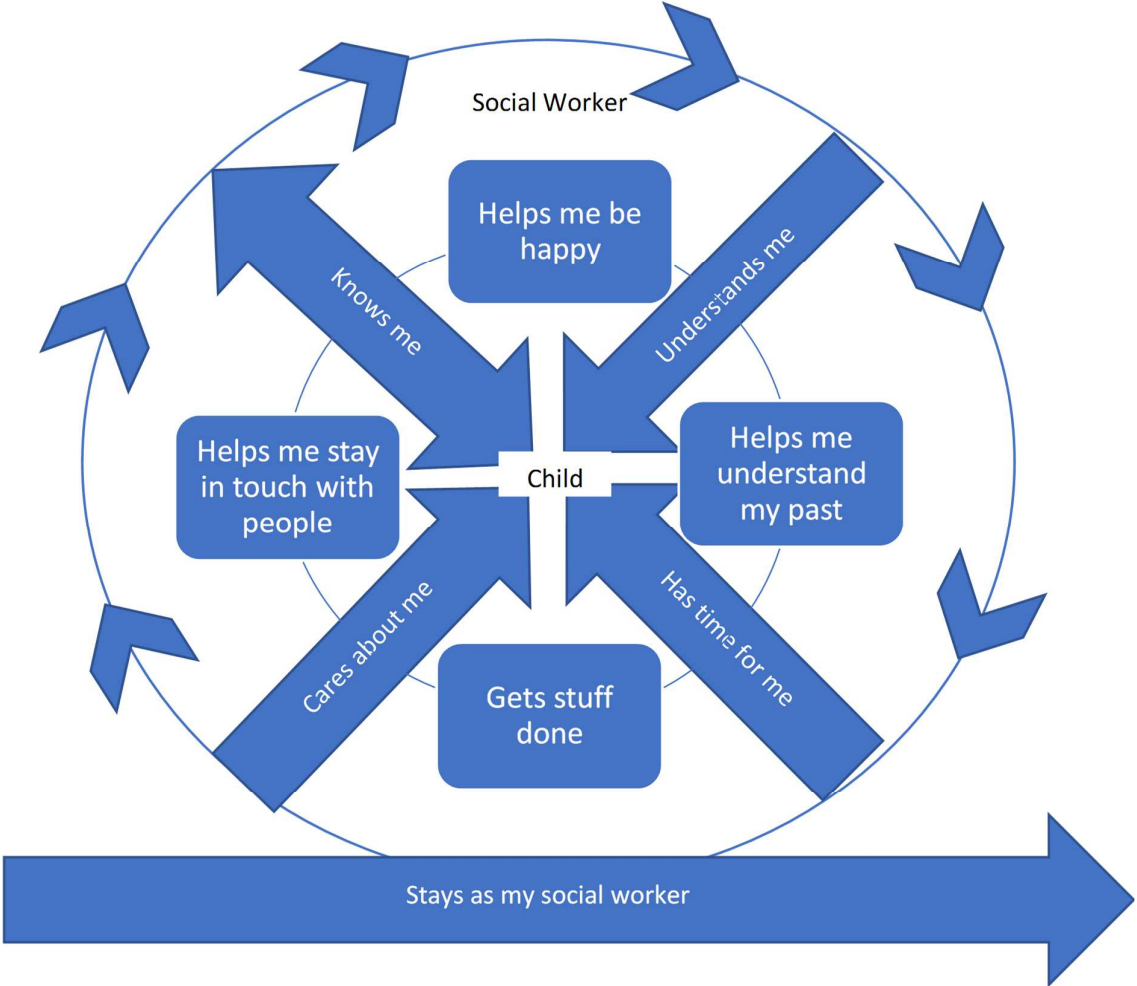 Social Worker
Helps me be
happy
Knows me
Understands me
Helps me stay
in touch with
people
Child
Helps me
understand
my past
Cares about me
Has time for me
Gets stuff
done
Stays as my social worker